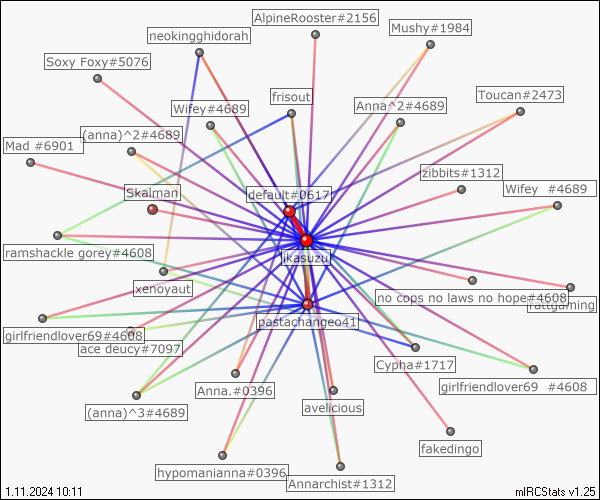 AlpineRooster#2156
Mushy#1984
neokingghidorah
Soxy Foxy#5076
Toucan#2473
frisout
Anna^2#4689
Wifey#4689
(anna)^2#4689
Mad #6901
zibbits#1312
Wifey #4689
Skalman
default#0617
ramshackle gorey#4608
jkasuzu
xenoyaut
no cops no laws no hope#4608
rattgaming
pastachangeo41
girlfriendlover69#4608
ace deucy#7097
Cypha#1717
girlfriendlover69 #4608
Anna.#0396
avelicious
(anna)^3#4689
fakedingo
hypomanianna#0396
Annarchist#1312
1.11.2024 10:11
mIRCStats v1.25